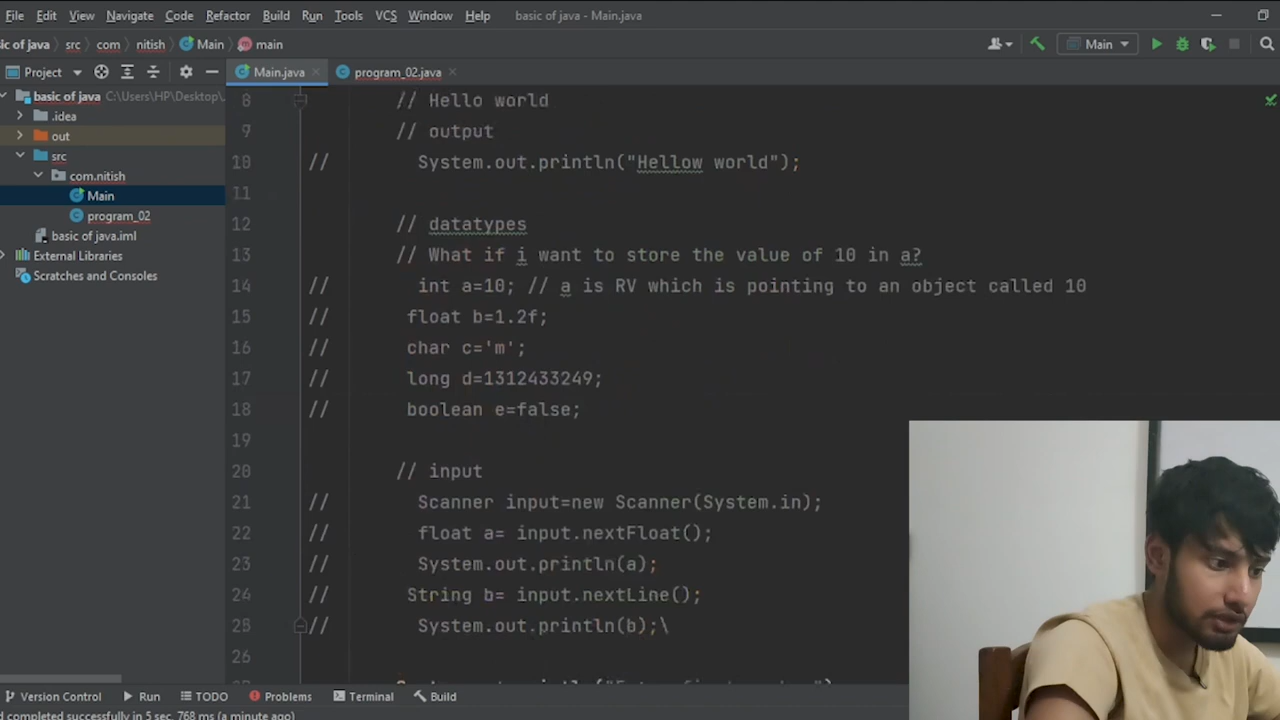 File Edit View Navigate Code Refactor Build Run Tools VCS Window Help basic of java - Main.java
ic of java src com nitish Main main Main
Project Main.java program_02.java
basic of java C:\Users\HP\Desktop\
.idea
out
src
com.nitish
Main
program_02
basic of java.iml
External Libraries
Scratches and Consoles
8 // Hello world
9 // output
10 // System.out.println("Hellow world");
11
12 // datatypes
13 // What if i want to store the value of 10 in a?
14 // int a=10; // a is RV which is pointing to an object called 10
15 // float b=1.2f;
16 // char c='m';
17 // long d=1312433249;
18 // boolean e=false;
19
20 // input
21 // Scanner input=new Scanner(System.in);
22 // float a= input.nextFloat();
23 // System.out.println(a);
24 // String b= input.nextLine();
25 // System.out.println(b);\
26
Version Control Run TODO Problems Terminal Build
d completed successfully in 5 sec, 768 ms (a minute ago)